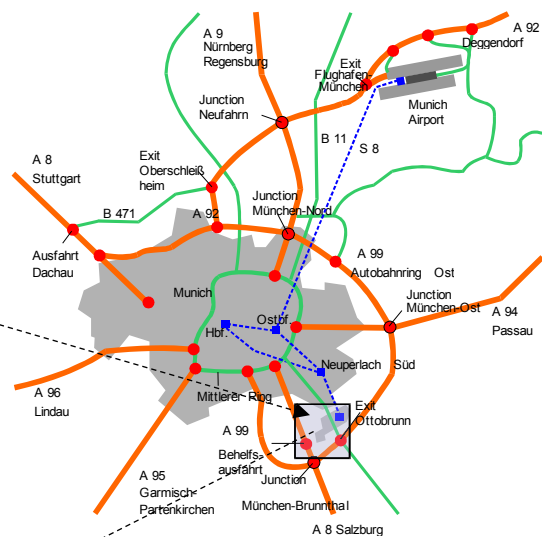 A 9
Nürnberg
Regensburg
A 92
Deggendorf
Exit
Flughafen-
München
Munich
Airport
Junction
Neufahrn
B 11
S 8
Exit
Oberschleiß
heim
A 8
Stuttgart
B 471
A 92
Junction
München-Nord
Ausfahrt
Dachau
A 99
Autobahnring Ost
Munich
Junction
München-Ost
A 94
Passau
Ostbf.
Hbf.
Neuperlach Süd
Mittlerer Ring
A 96
Lindau
Exit
Ottobrunn
A 99
Behelfs
ausfahrt
Junction
München-Brunnthal
A 95
Garmisch-
Partenkirchen
A 8 Salzburg